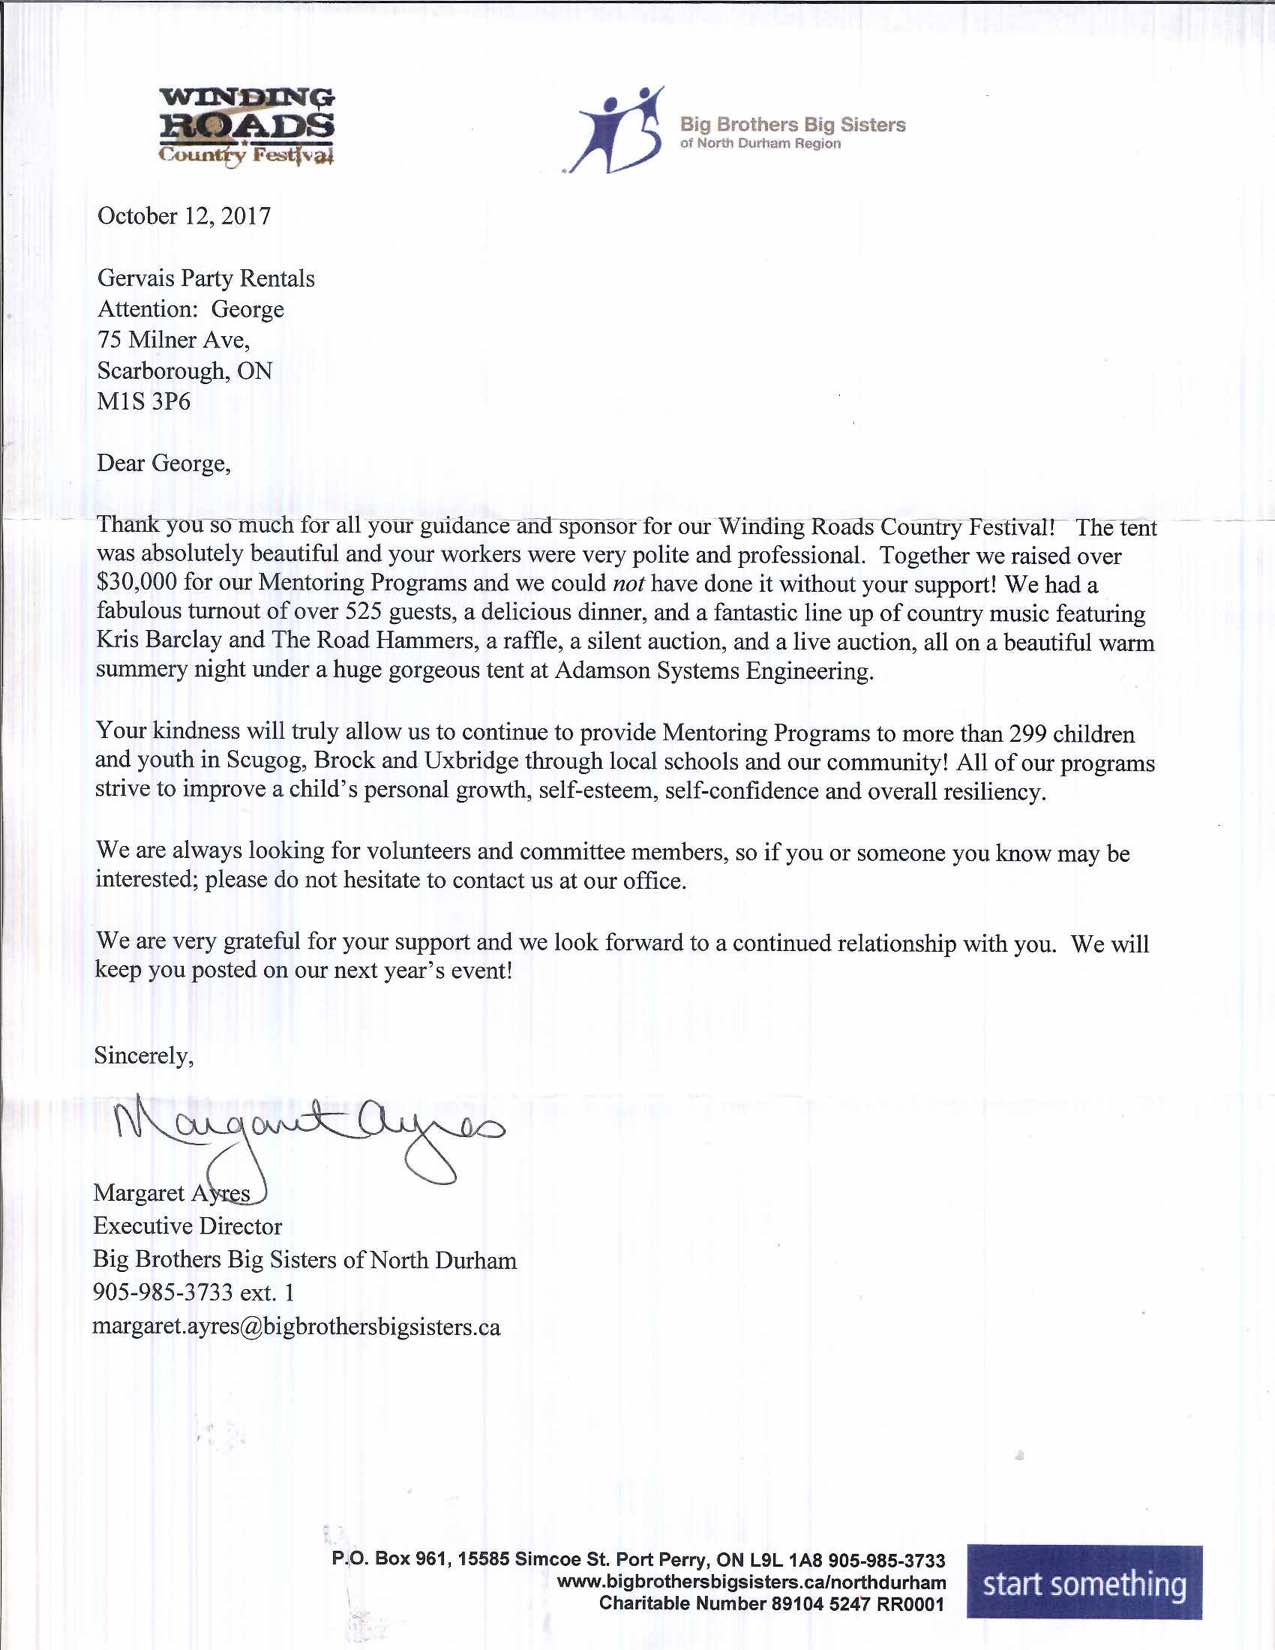 WINDING
ROADS
Country Festival
Big Brothers Big Sisters
of North Durham Region
October 12, 2017
Gervais Party Rentals
Attention:  George
75 Milner Ave,
Scarborough, ON
M1S 3P6
Dear George,
Thank you so much for all your guidance and sponsor for our Winding Roads Country Festival!   The tent
was absolutely beautiful and your workers were very polite and professional.  Together we raised over
$30,000 for our Mentoring Programs and we could not have done it without your support! We had a
fabulous turnout of over 525 guests, a delicious dinner, and a fantastic line up of country music featuring
Kris Barclay and The Road Hammers, a raffle, a silent auction, and a live auction, all on a beautiful warm
summery night under a huge gorgeous tent at Adamson Systems Engineering.
Your kindness will truly allow us to continue to provide Mentoring Programs to more than 299 children
and youth in Scugog, Brock and Uxbridge through local schools and our community! All of our programs
strive to improve a child's personal growth, self-esteem, self-confidence and overall resiliency.
We are always looking for volunteers and committee members, so if you or someone you know may be
interested; please do not hesitate to contact us at our office.
We are very grateful for your support and we look forward to a continued relationship with you.  We will
keep you posted on our next year's event!
Sincerely,
Margaret Ayres
Margaret Ayres
Executive Director
Big Brothers Big Sisters of North Durham
905-985-3733 ext. 1
margaret.ayres@bigbrothersbigsisters.ca
P.O. Box 961, 15585 Simcoe St. Port Perry, ON L9L 1A8 905-985-3733
www.bigbrothersbigsisters.ca/northdurham
Charitable Number 89104 5247 RR0001
start something